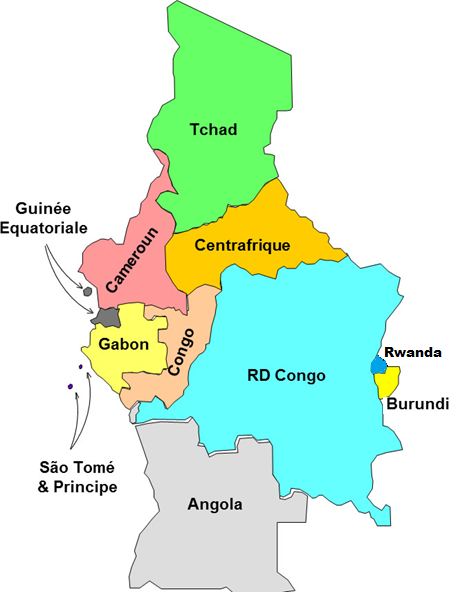 Tchad
Guinée
Equatoriale
Cameroun
Centrafrique
Gabon
Congo
RD Congo
Rwanda
Burundi
São Tomé
& Principe
Angola